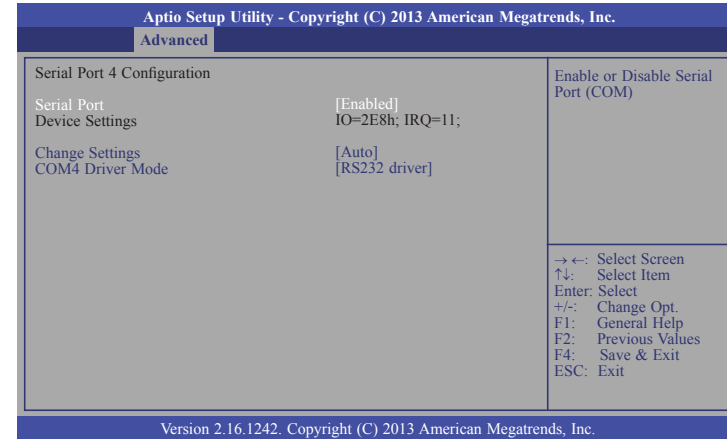 Aptio Setup Utility - Copyright (C) 2013 American Megatrends, Inc.
Advanced
Serial Port 4 Configuration
Serial Port [Enabled]
Device Settings IO=2E8h; IRQ=11;
Change Settings [Auto]
COM4 Driver Mode [RS232 driver]
Enable or Disable Serial
Port (COM)
→←: Select Screen
↑↓: Select Item
Enter: Select
+/-: Change Opt.
F1: General Help
F2: Previous Values
F4: Save & Exit
ESC: Exit
Version 2.16.1242. Copyright (C) 2013 American Megatrends, Inc.